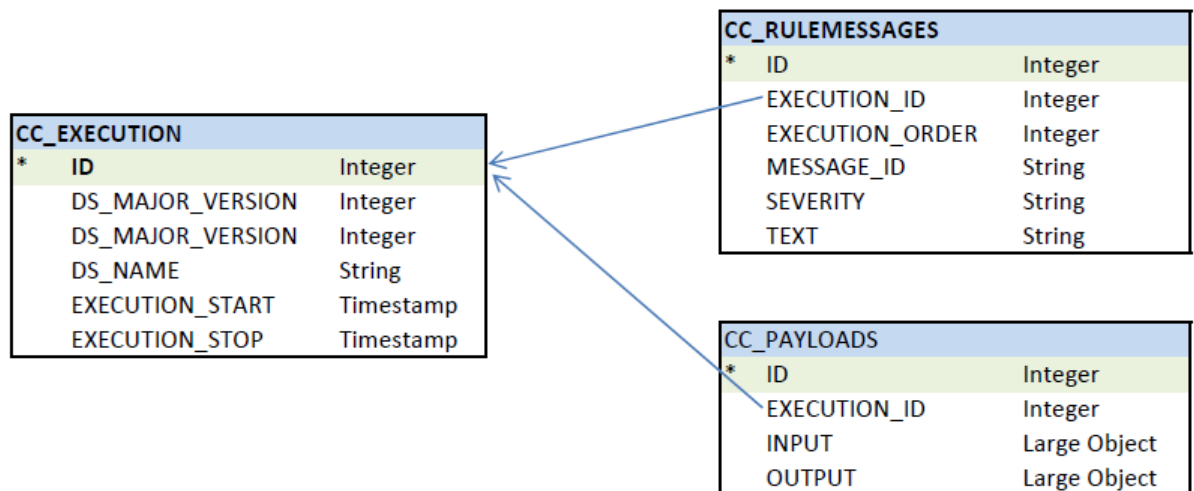 CC_EXECUTION
* ID Integer
DS_MAJOR_VERSION Integer
DS_MAJOR_VERSION Integer
DS_NAME String
EXECUTION_START Timestamp
EXECUTION_STOP Timestamp
CC_RULEMESSAGES
* ID Integer
EXECUTION_ID Integer
EXECUTION_ORDER Integer
MESSAGE_ID String
SEVERITY String
TEXT String
CC_PAYLOADS
* ID Integer
EXECUTION_ID Integer
INPUT Large Object
OUTPUT Large Object